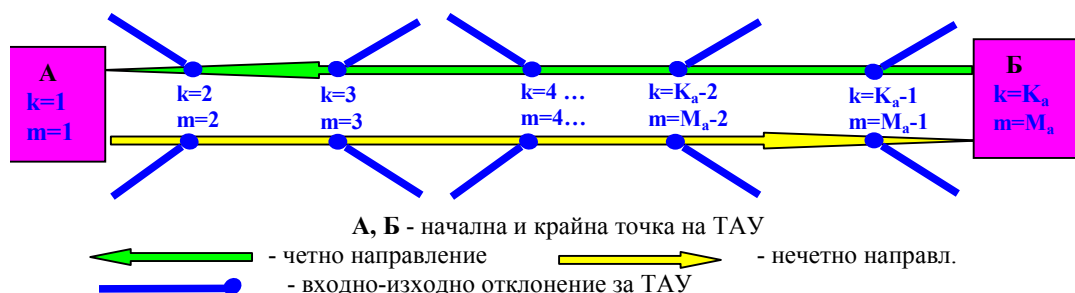 А
k=1
m=1
k=2
m=2
k=3
m=3
k=4 ...
m=4...
k=Kₐ-2
m=Mₐ-2
k=Kₐ-1
m=Mₐ-1
Б
k=Kₐ
m=Mₐ
А, Б - начална и крайна точка на ТАУ
- четно направление
- нечетно направл.
- входно-изходно отклонение за ТАУ